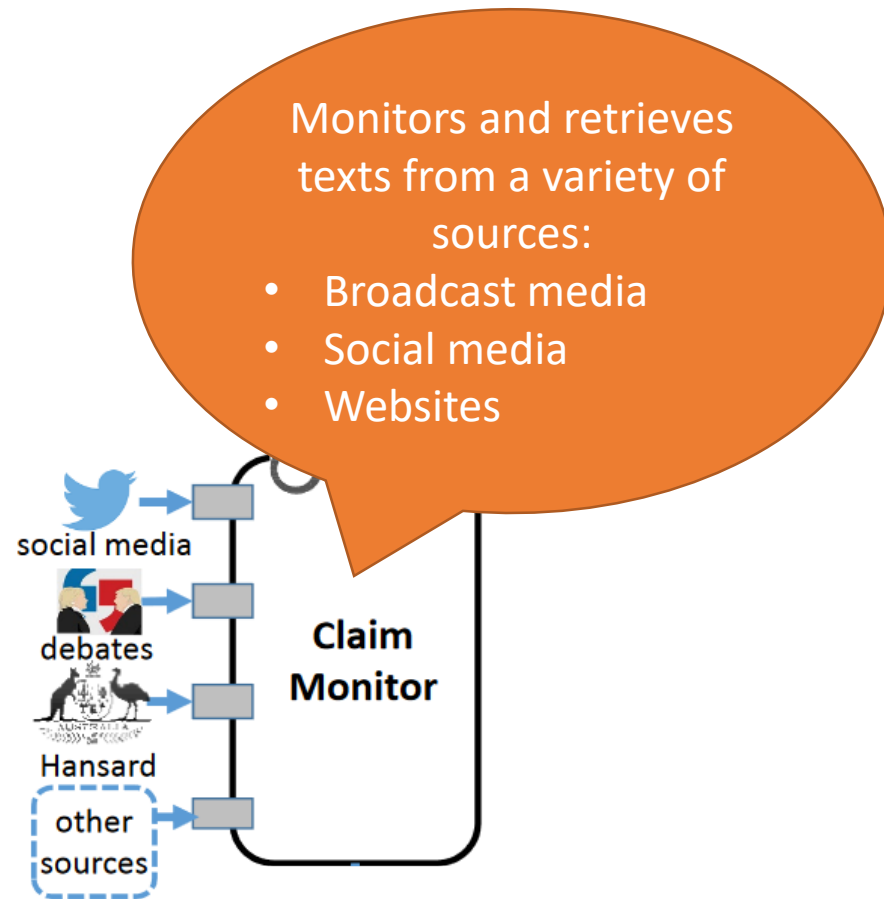 Monitors and retrieves
texts from a variety of
sources:
• Broadcast media
• Social media
• Websites
social media
debates
Claim
Monitor
AUSTRALIA
Hansard
other
sources